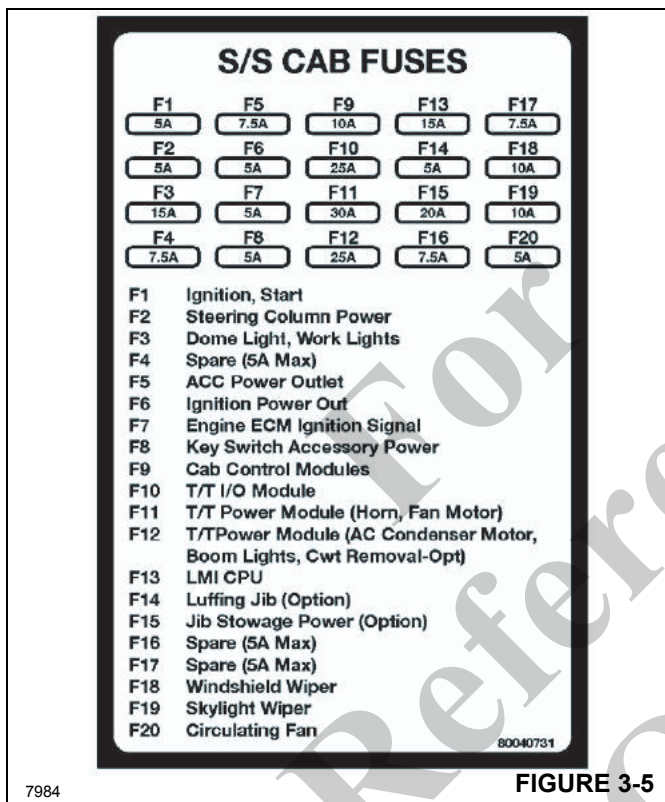 S/S CAB FUSES
F1 F5 F9 F13 F17
5A 7.5A 10A 15A 7.5A
F2 F6 F10 F14 F18
5A 5A 25A 5A 10A
F3 F7 F11 F15 F19
15A 5A 30A 20A 10A
F4 F8 F12 F16 F20
7.5A 5A 25A 7.5A 5A
F1 Ignition, Start
F2 Steering Column Power
F3 Dome Light, Work Lights
F4 Spare (5A Max)
F5 ACC Power Outlet
F6 Ignition Power Out
F7 Engine ECM Ignition Signal
F8 Key Switch Accessory Power
F9 Cab Control Modules
F10 T/T I/O Module
F11 T/T Power Module (Horn, Fan Motor)
F12 T/TPower Module (AC Condenser Motor,
Boom Lights, Cwt Removal-Opt)
F13 LMI CPU
F14 Luffing Jib (Option)
F15 Jib Stowage Power (Option)
F16 Spare (5A Max)
F17 Spare (5A Max)
F18 Windshield Wiper
F19 Skylight Wiper
F20 Circulating Fan
80040731
7984
FIGURE 3-5
For